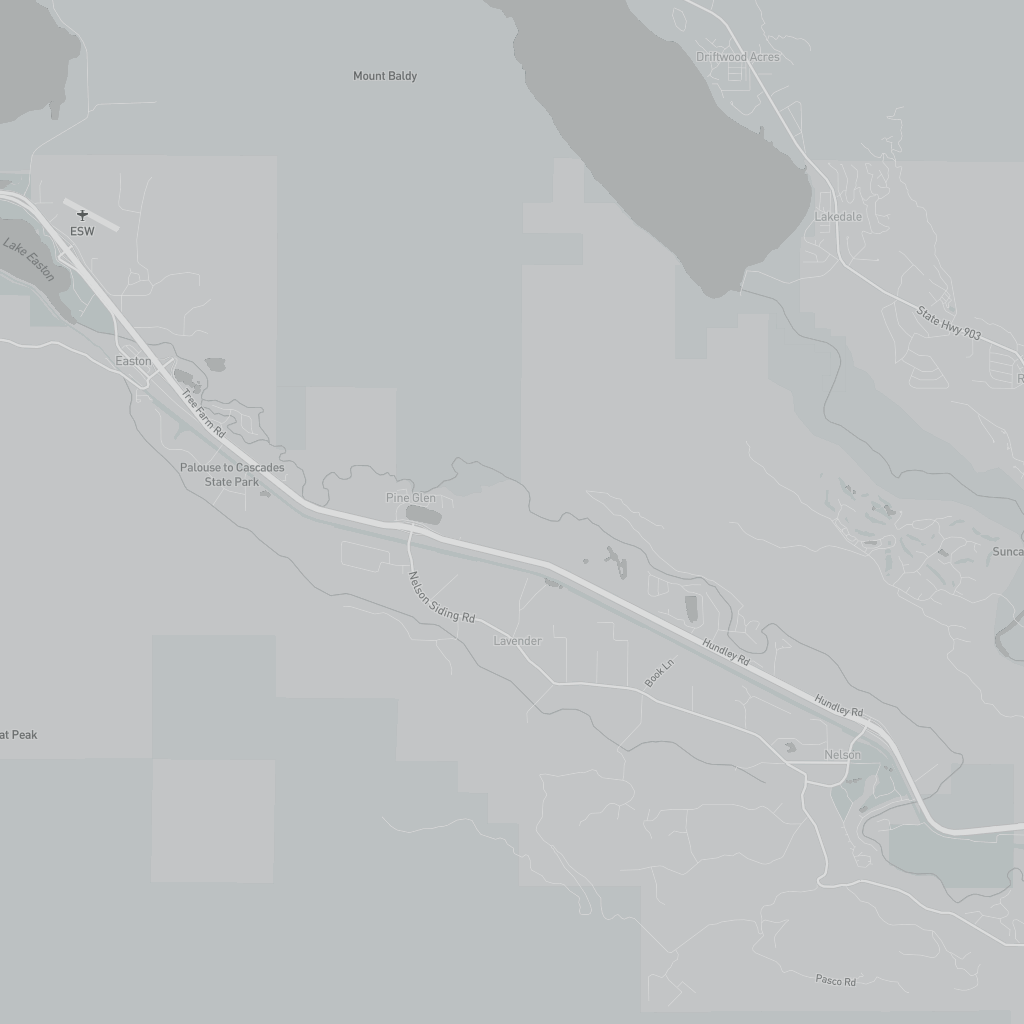 Driftwood Acres
Mount Baldy
Lakedale
ESW
Lake Easton
State Hwy 903
Easton
R
Tree Farm Rd
Palouse to Cascades
State Park
Pine Glen
Sunca
Nelson Siding Rd
Lavender
Hundley Rd
Book Ln
Hundley Rd
at Peak
Nelson
Pasco Rd